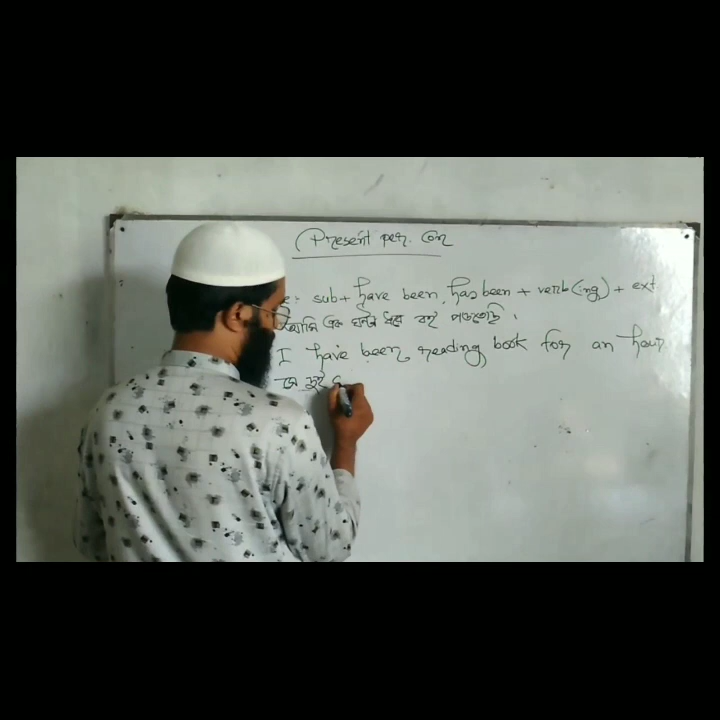 Present per. Con
e: sub+ have been, has been + verb(ing) + ext
আমি এক ঘন্টা ধরে বই পড়তেছি।
I have been reading book for an hour.
সে দুই